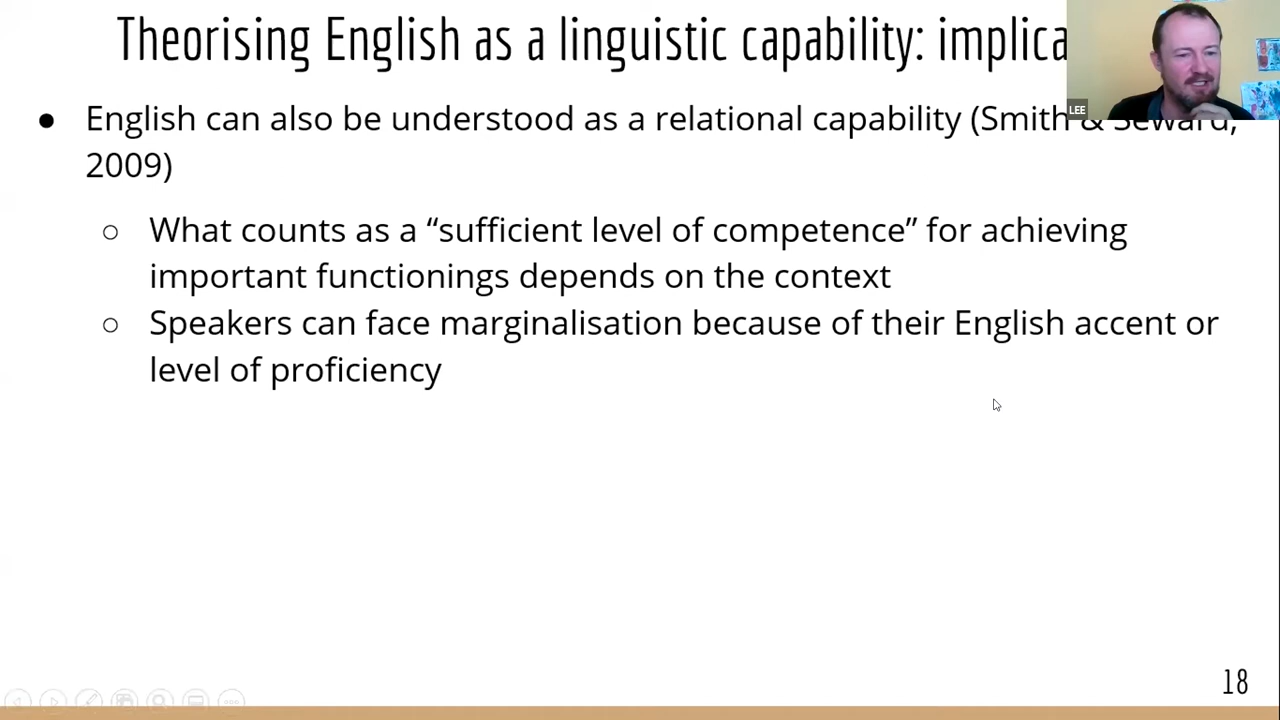 Theorising English as a linguistic capability: implica
LEE
● English can also be understood as a relational capability (Smith & Seward,
2009)
○ What counts as a “sufficient level of competence” for achieving
important functionings depends on the context
○ Speakers can face marginalisation because of their English accent or
level of proficiency
18